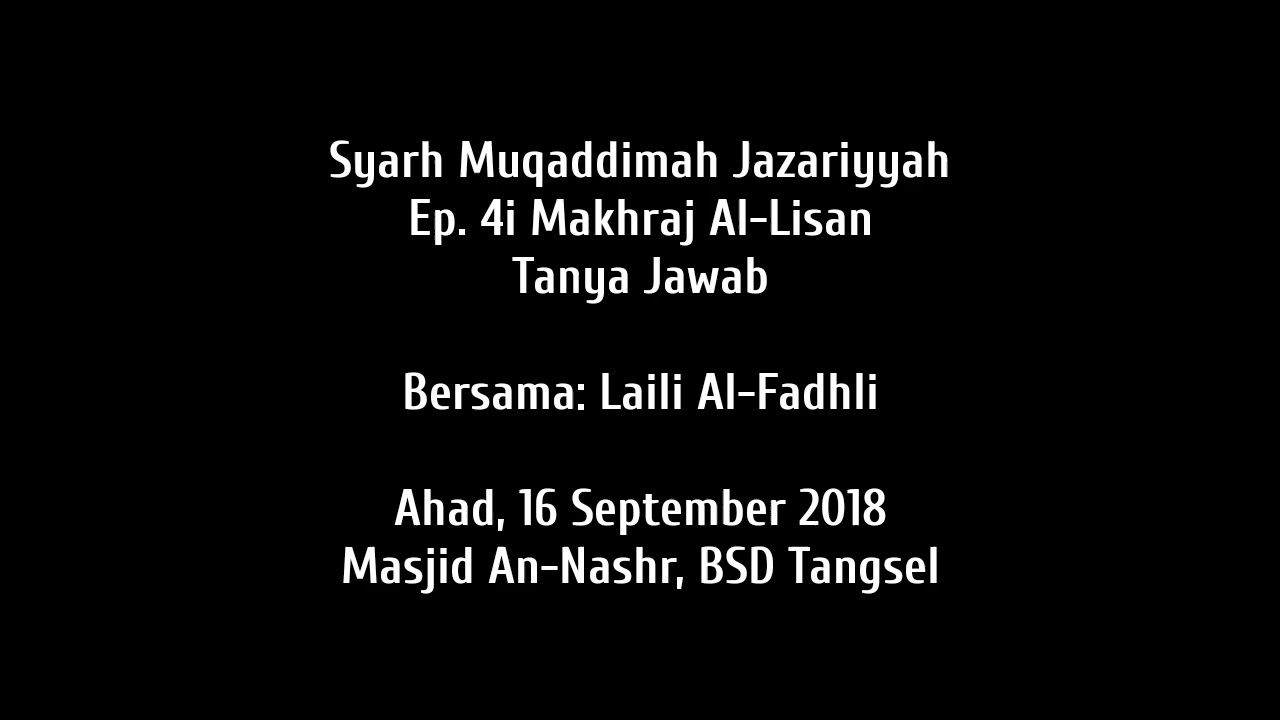 Syarh Muqaddimah Jazariyyah
Ep. 4i Makhraj Al-Lisan
Tanya Jawab
Bersama: Laili Al-Fadhli
Ahad, 16 September 2018
Masjid An-Nashr, BSD Tangsel